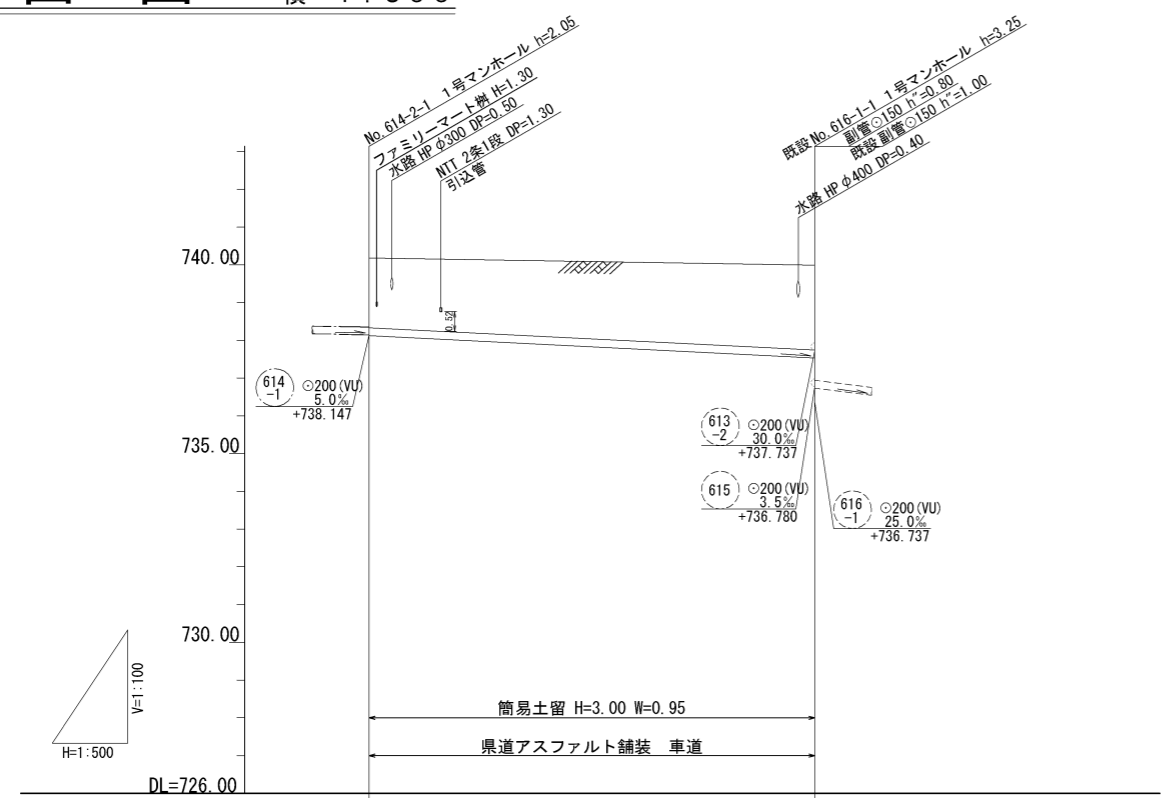 No.614-2-1 1号マンホール h=2.05
ファミリーマート桝 H=1.30
水路 HP φ300 DP=0.50
NTT 2条1段 DP=1.30
引込管
既設No.616-1-1 1号マンホール h=3.25
副管⊙150 h"=0.80
既設副管⊙150 h"=1.00
水路 HP φ400 DP=0.40
740.00
0.52
614
-1
⊙200(VU)
5.0‰
+738.147
735.00
613
-2
⊙200(VU)
30.0‰
+737.737
615
⊙200(VU)
3.5‰
+736.780
616
-1
⊙200(VU)
25.0‰
+736.737
730.00
V=1:100
H=1:500
簡易土留 H=3.00 W=0.95
県道アスファルト舗装 車道
DL=726.00